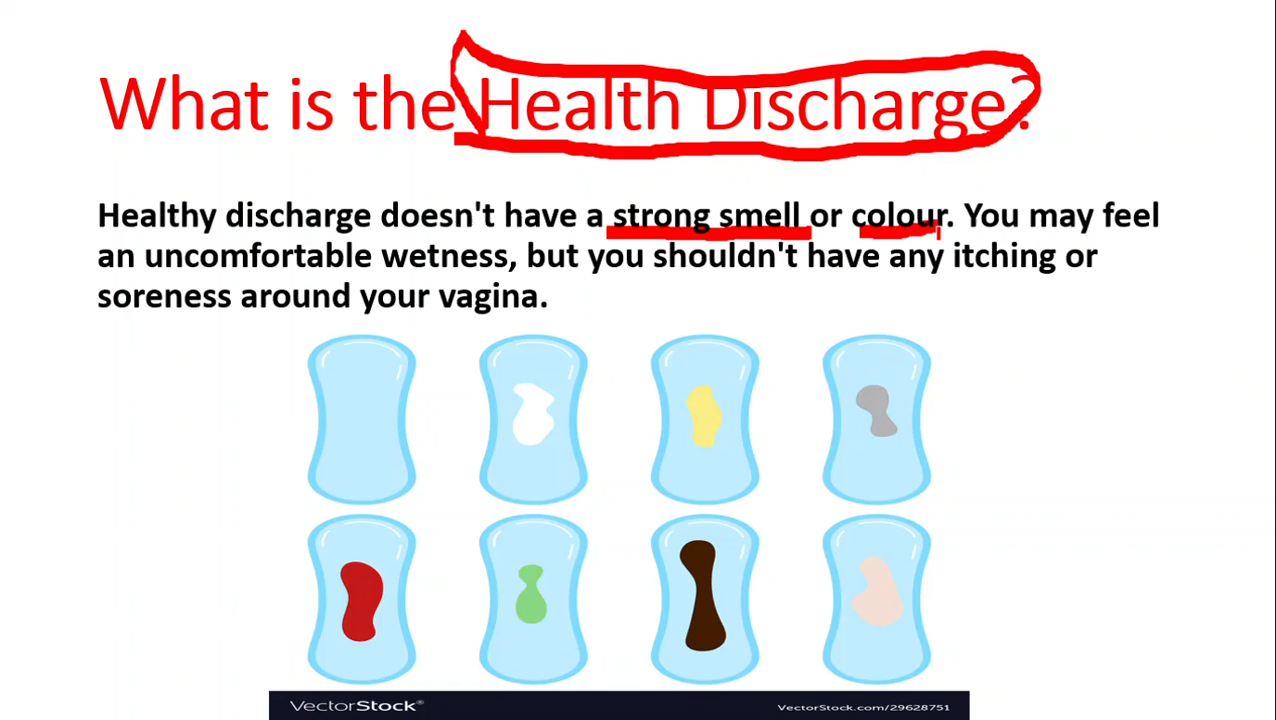 What is the Health Discharge?
Healthy discharge doesn't have a strong smell or colour. You may feel
an uncomfortable wetness, but you shouldn't have any itching or
soreness around your vagina.
VectorStock®
VectorStock.com/29628751